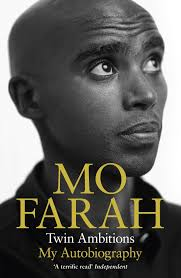 MO
FARAH
Twin Ambitions
My Autobiography
'A terrific read' Independent